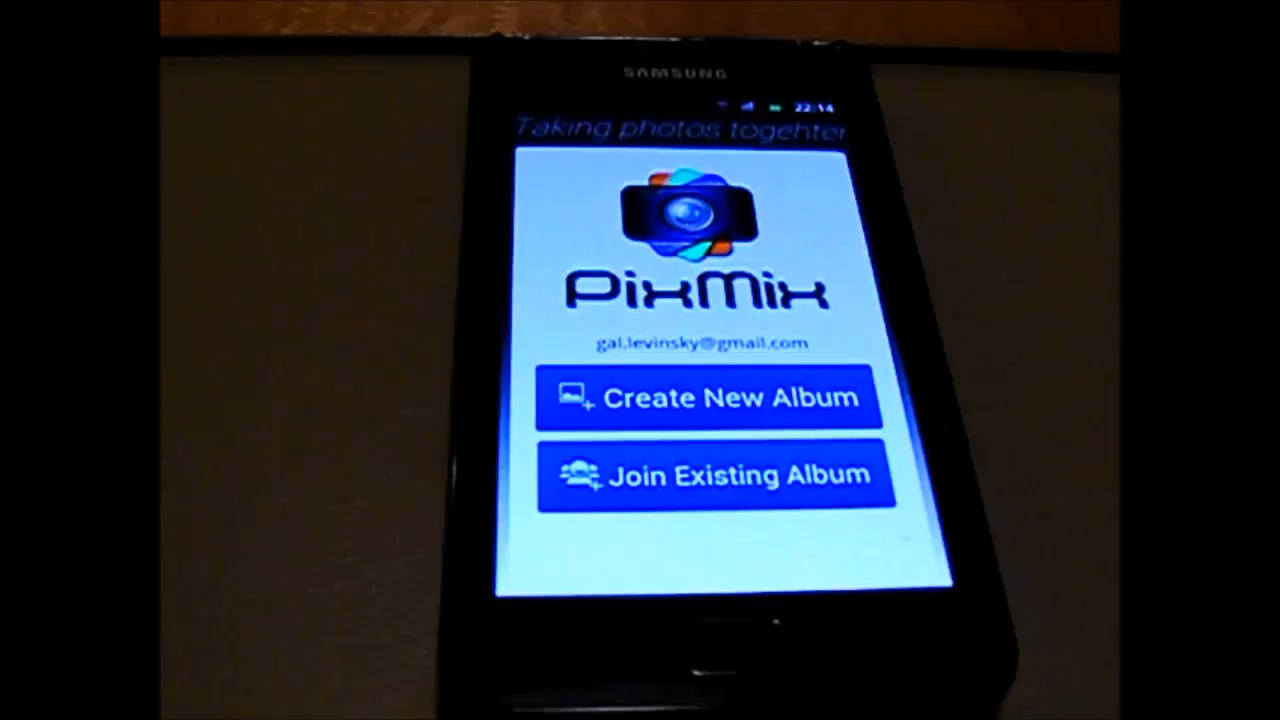 SAMSUNG
22:14
Taking photos togehter
PixMix
gal.levinsky@gmail.com
Create New Album
Join Existing Album